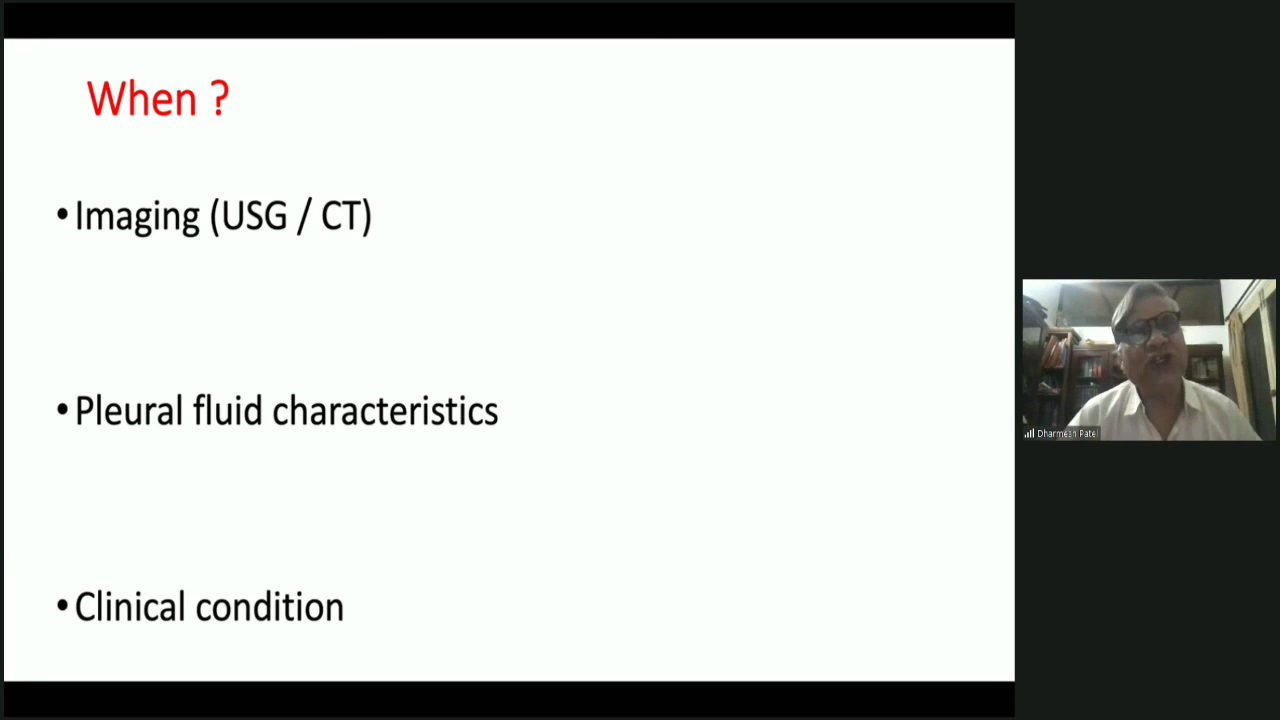 When ?
•Imaging (USG / CT)
•Pleural fluid characteristics
•Clinical condition
Dharmesh Patel